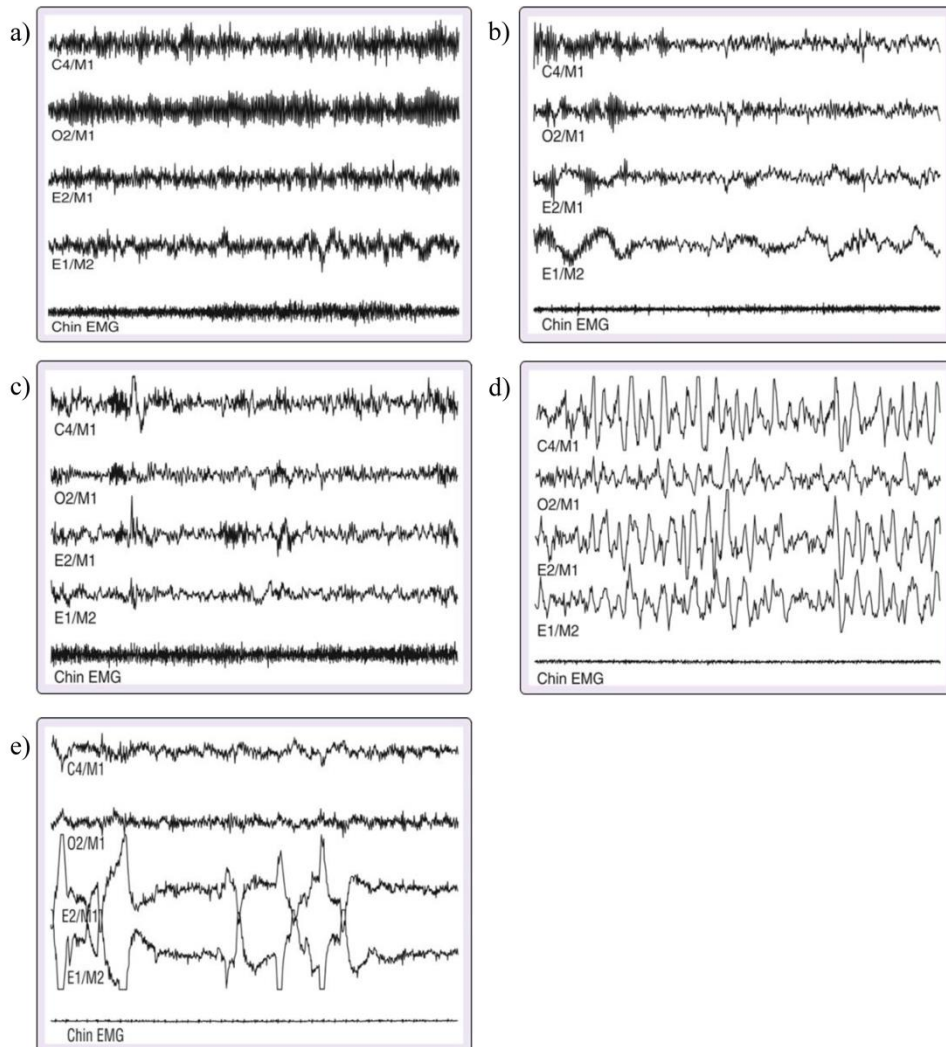 a)
C4/M1
O2/M1
E2/M1
E1/M2
Chin EMG
b)
C4/M1
O2/M1
E2/M1
E1/M2
Chin EMG
c)
C4/M1
O2/M1
E2/M1
E1/M2
Chin EMG
d)
C4/M1
O2/M1
E2/M1
E1/M2
Chin EMG
e)
C4/M1
O2/M1
E2/M1
E1/M2
Chin EMG